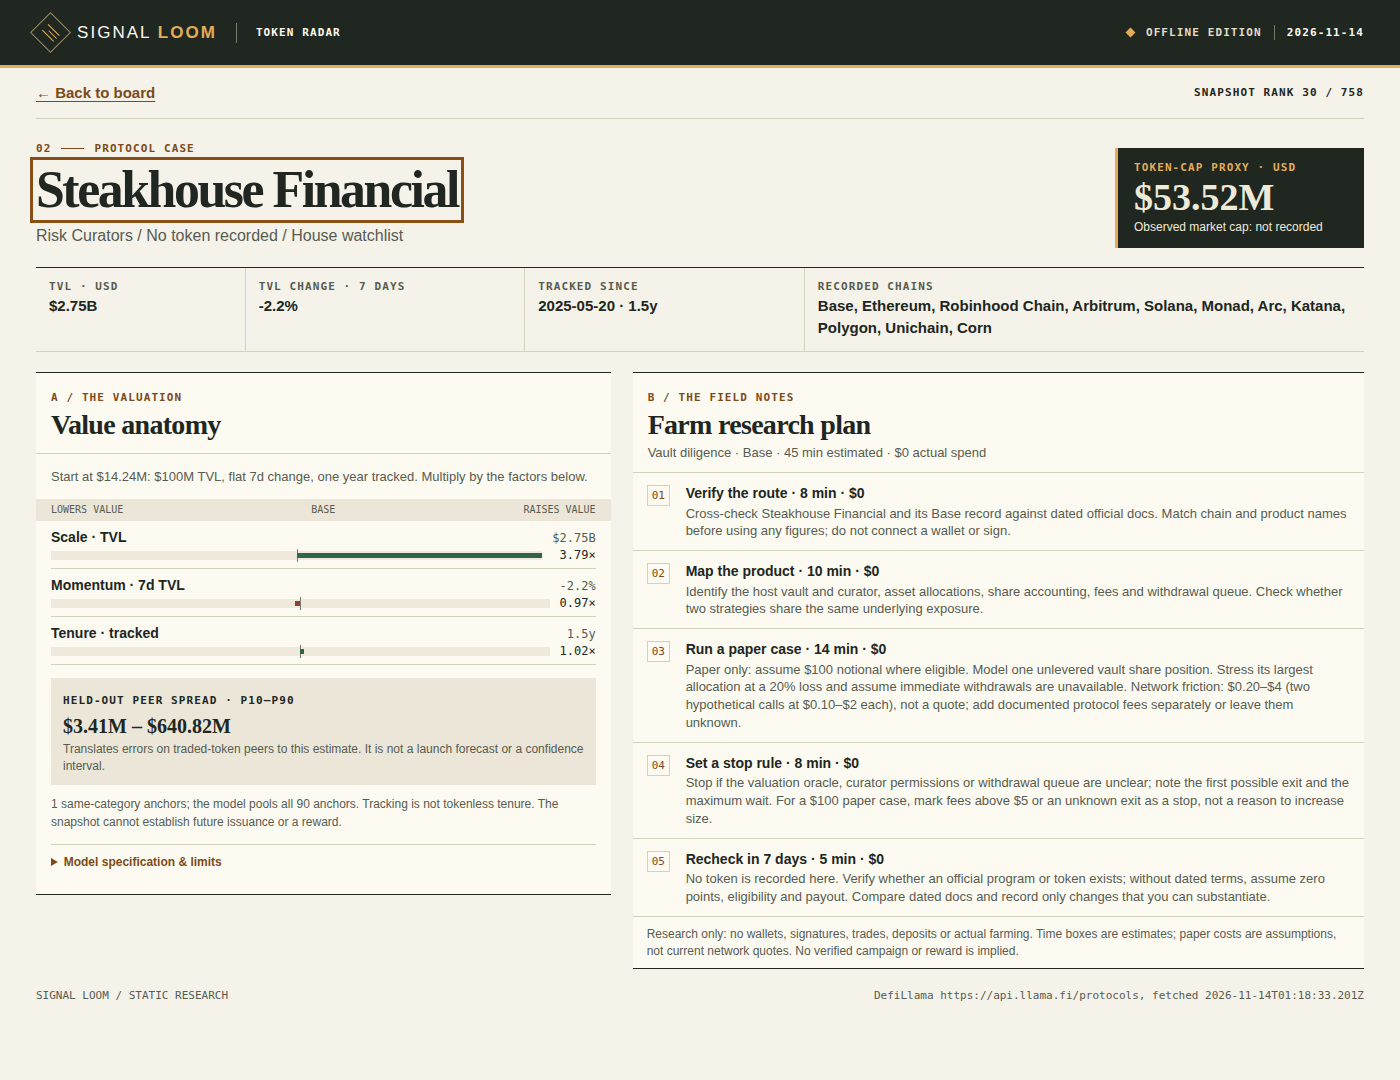 SIGNAL LOOM
TOKEN RADAR
OFFLINE EDITION
2026-11-14
← Back to board
SNAPSHOT RANK 30 / 758
02 — PROTOCOL CASE
Steakhouse Financial
Risk Curators / No token recorded / House watchlist
TOKEN-CAP PROXY · USD
$53.52M
Observed market cap: not recorded
TVL · USD
$2.75B
TVL CHANGE · 7 DAYS
-2.2%
TRACKED SINCE
2025-05-20 · 1.5y
RECORDED CHAINS
Base, Ethereum, Robinhood Chain, Arbitrum, Solana, Monad, Arc, Katana,
Polygon, Unichain, Corn
A / THE VALUATION
Value anatomy
Start at $14.24M: $100M TVL, flat 7d change, one year tracked. Multiply by the factors below.
LOWERS VALUE BASE RAISES VALUE
Scale · TVL $2.75B
3.79×
Momentum · 7d TVL -2.2%
0.97×
Tenure · tracked 1.5y
1.02×
HELD-OUT PEER SPREAD · P10–P90
$3.41M – $640.82M
Translates errors on traded-token peers to this estimate. It is not a launch forecast or a confidence
interval.
1 same-category anchors; the model pools all 90 anchors. Tracking is not tokenless tenure. The
snapshot cannot establish future issuance or a reward.
Model specification & limits
B / THE FIELD NOTES
Farm research plan
Vault diligence · Base · 45 min estimated · $0 actual spend
01 Verify the route · 8 min · $0
Cross-check Steakhouse Financial and its Base record against dated official docs. Match chain and product names
before using any figures; do not connect a wallet or sign.
02 Map the product · 10 min · $0
Identify the host vault and curator, asset allocations, share accounting, fees and withdrawal queue. Check whether
two strategies share the same underlying exposure.
03 Run a paper case · 14 min · $0
Paper only: assume $100 notional where eligible. Model one unlevered vault share position. Stress its largest
allocation at a 20% loss and assume immediate withdrawals are unavailable. Network friction: $0.20–$4 (two
hypothetical calls at $0.10–$2 each), not a quote; add documented protocol fees separately or leave them
unknown.
04 Set a stop rule · 8 min · $0
Stop if the valuation oracle, curator permissions or withdrawal queue are unclear; note the first possible exit and the
maximum wait. For a $100 paper case, mark fees above $5 or an unknown exit as a stop, not a reason to increase
size.
05 Recheck in 7 days · 5 min · $0
No token is recorded here. Verify whether an official program or token exists; without dated terms, assume zero
points, eligibility and payout. Compare dated docs and record only changes that you can substantiate.
Research only: no wallets, signatures, trades, deposits or actual farming. Time boxes are estimates; paper costs are assumptions,
not current network quotes. No verified campaign or reward is implied.
SIGNAL LOOM / STATIC RESEARCH
DefiLlama https://api.llama.fi/protocols, fetched 2026-11-14T01:18:33.201Z